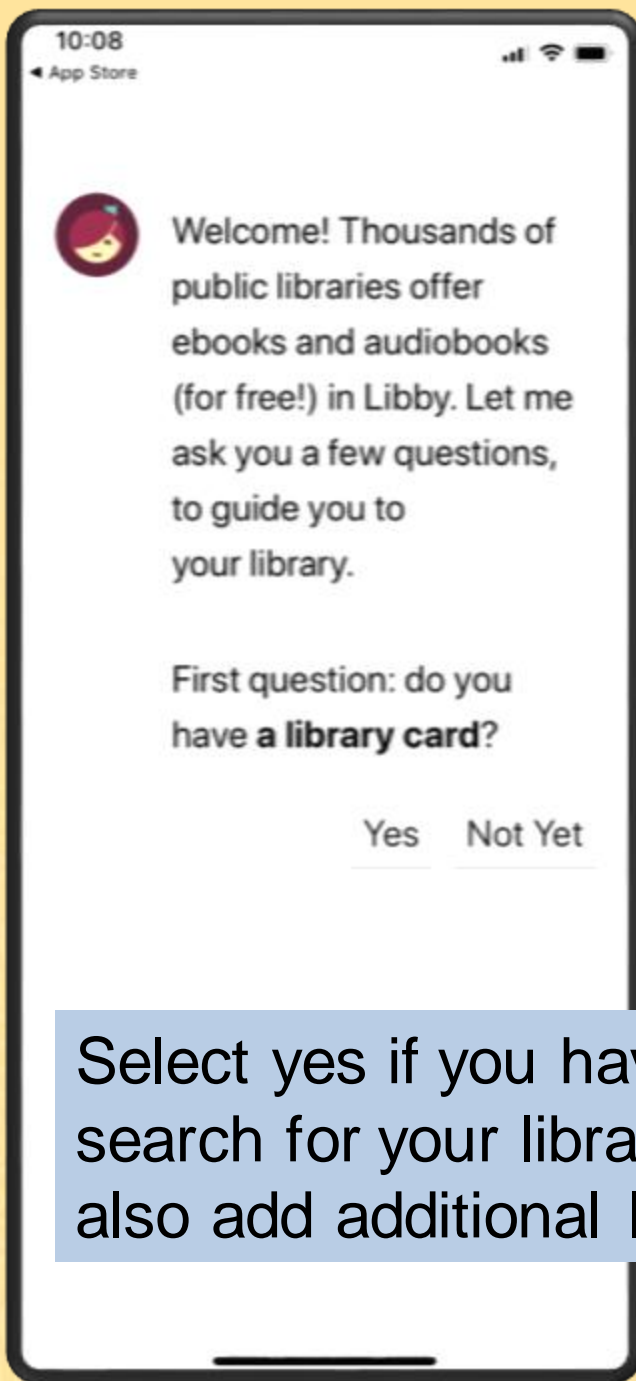 10:08
◀ App Store
Welcome! Thousands of
public libraries offer
ebooks and audiobooks
(for free!) in Libby. Let me
ask you a few questions,
to guide you to
your library.
First question: do you
have a library card?
Yes Not Yet
Select yes if you
search for your
also add additional